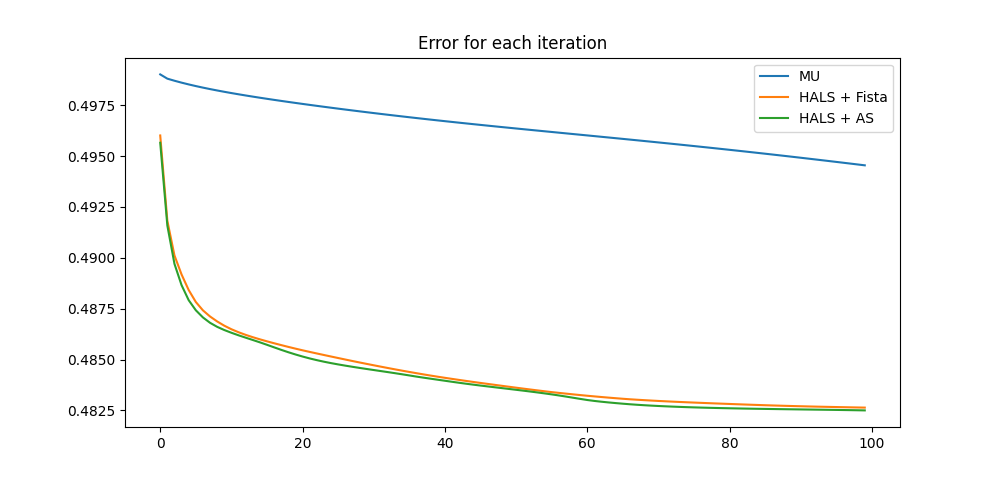 Error for each iteration
MU
HALS + Fista
HALS + AS
0.4975
0.4950
0.4925
0.4900
0.4875
0.4850
0.4825
0 20 40 60 80 100